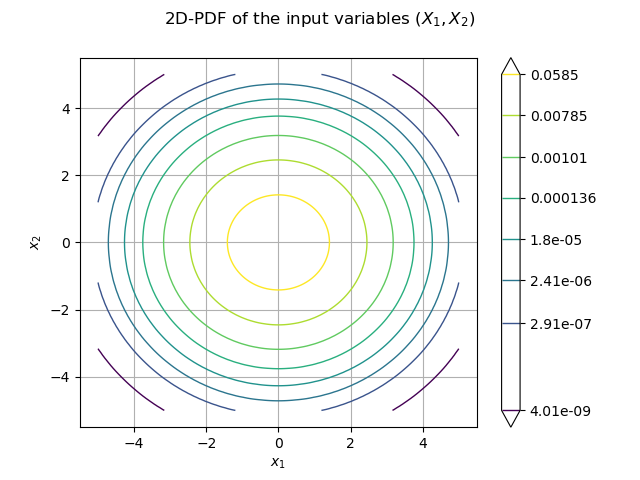 2D-PDF of the input variables (X₁, X₂)
x₂
4
2
0
−2
−4
−4
−2
0
2
4
x₁
0.0585
0.00785
0.00101
0.000136
1.8e-05
2.41e-06
2.91e-07
4.01e-09